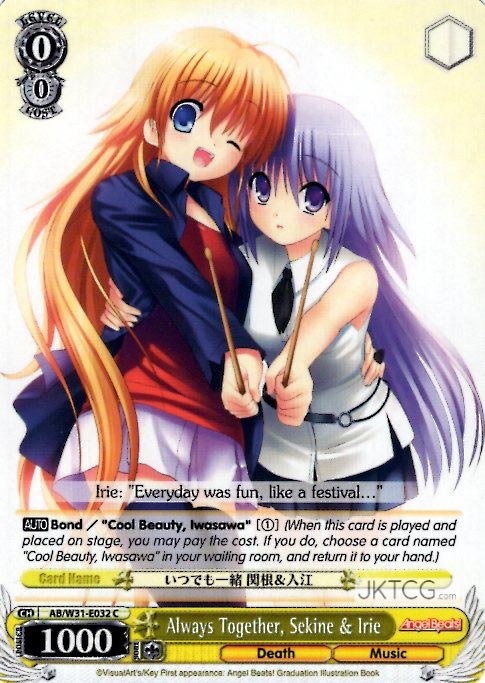 LEVEL
0
0
COST
Irie: "Everyday was fun, like a festival..."
AUTO Bond / "Cool Beauty, Iwasawa" [①] (When this card is played and
placed on stage, you may pay the cost. If you do, choose a card named
"Cool Beauty, Iwasawa" in your waiting room, and return it to your hand.)
Card Name
いつでも一緒 関根&入江
JKTCG.com
CH AB/W31-E032 C
POWER
1000
SOUL
Always Together, Sekine & Irie
Angel Beats!
Death
Music
©VisualArt's/Key First appearance: Angel Beats! Graduation Illustration Book